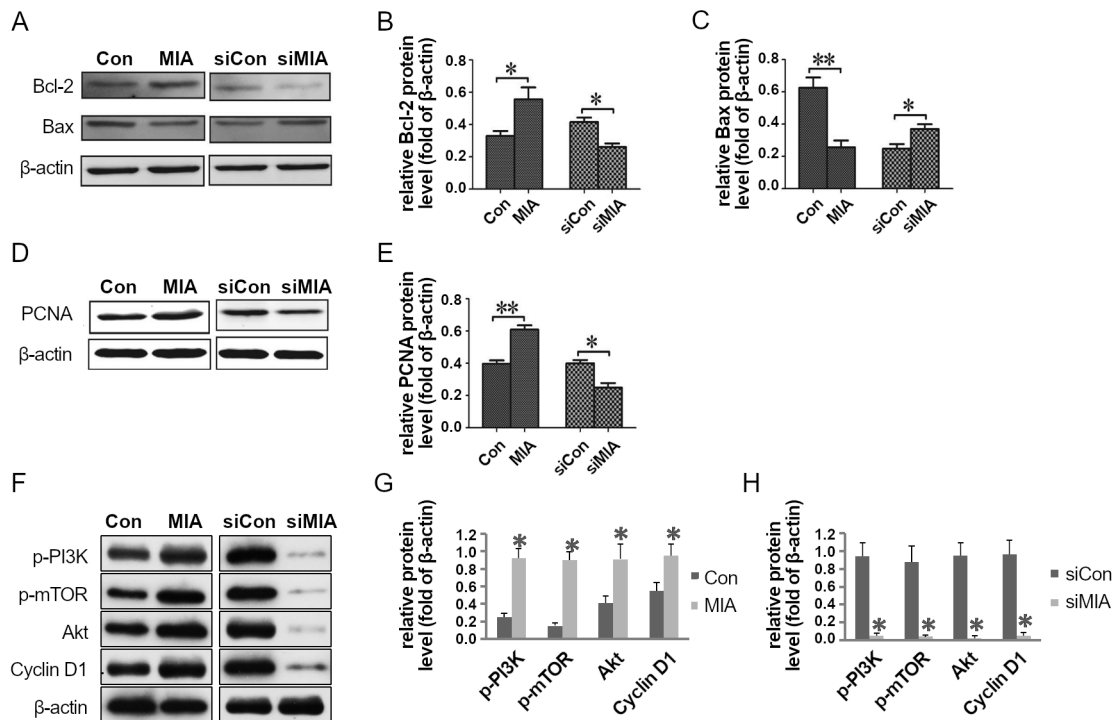 A
Con MIA siCon siMIA
Bcl-2
Bax
β-actin
B
relative Bcl-2 protein
level (fold of β-actin)
0.8
0.6
0.4
0.2
0.0
* *
Con MIA siCon siMIA
C
relative Bax protein
level (fold of β-actin)
0.8
0.6
0.4
0.2
0.0
** *
Con MIA siCon siMIA
D
Con MIA siCon siMIA
PCNA
β-actin
E
relative PCNA protein
level (fold of β-actin)
0.8
0.6
0.4
0.2
0.0
** *
Con MIA siCon siMIA
F
Con MIA siCon siMIA
p-PI3K
p-mTOR
Akt
Cyclin D1
β-actin
G
relative protein
level (fold of β-actin)
1.2
1.0
0.8
0.6
0.4
0.2
0.0
* * * *
p-PI3K p-mTOR Akt Cyclin D1
Con
MIA
H
relative protein
level (fold of β-actin)
1.2
1.0
0.8
0.6
0.4
0.2
0.0
* * * *
p-PI3K p-mTOR Akt Cyclin D1
siCon
siMIA